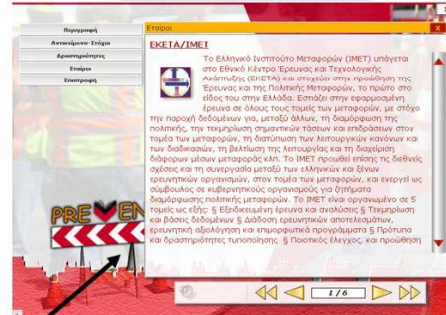 Περιγραφή
Αντικείμενο-Στόχοι
Δραστηριότητες
Εταίροι
Επιστροφή
Εταίροι
X
ΕΚΕΤΑ/ΙΜΕΤ
Το Ελληνικό Ινστιτούτο Μεταφορών (ΙΜΕΤ) υπάγεται
στο Εθνικό Κέντρο Έρευνας και Τεχνολογικής
Ανάπτυξης (ΕΚΕΤΑ) και στοχεύει στην προώθηση της
Έρευνας και της Πολιτικής Μεταφορών, το πρώτο στο
είδος του στην Ελλάδα. Εστιάζει στην εφαρμοσμένη
έρευνα σε όλους τους τομείς των μεταφορών, με στόχο
την παροχή δεδομένων για, μεταξύ άλλων, τη διαμόρφωση της
πολιτικής, την τεκμηρίωση σημαντικών τάσεων και επιδράσεων στον
τομέα των μεταφορών, τη διατύπωση των λειτουργικών κανόνων και
των διαδικασιών, τη βελτίωση της λειτουργίας και τη διαχείριση
διάφορων μέσων μεταφοράς κλπ. Το ΙΜΕΤ προωθεί επίσης τις διεθνείς
σχέσεις και τη συνεργασία μεταξύ των ελληνικών και ξένων
ερευνητικών οργανισμών, στον τομέα των μεταφορών, και ενεργεί ως
σύμβουλος σε κυβερνητικούς οργανισμούς για ζητήματα
διαμόρφωσης πολιτικής μεταφορών. Το ΙΜΕΤ είναι οργανωμένο σε 5
τομείς ως εξής: § Εξειδικευμένη έρευνα και αναλύσεις § Τεκμηρίωση
και βάσεις δεδομένων § Διάδοση ερευνητικών αποτελεσμάτων,
ερευνητική αξιολόγηση και επιμορφωτικά προγράμματα § Πρότυπα
και δραστηριότητες τυποποίησης § Ποιοτικός έλεγχος, και προώθηση
1/6